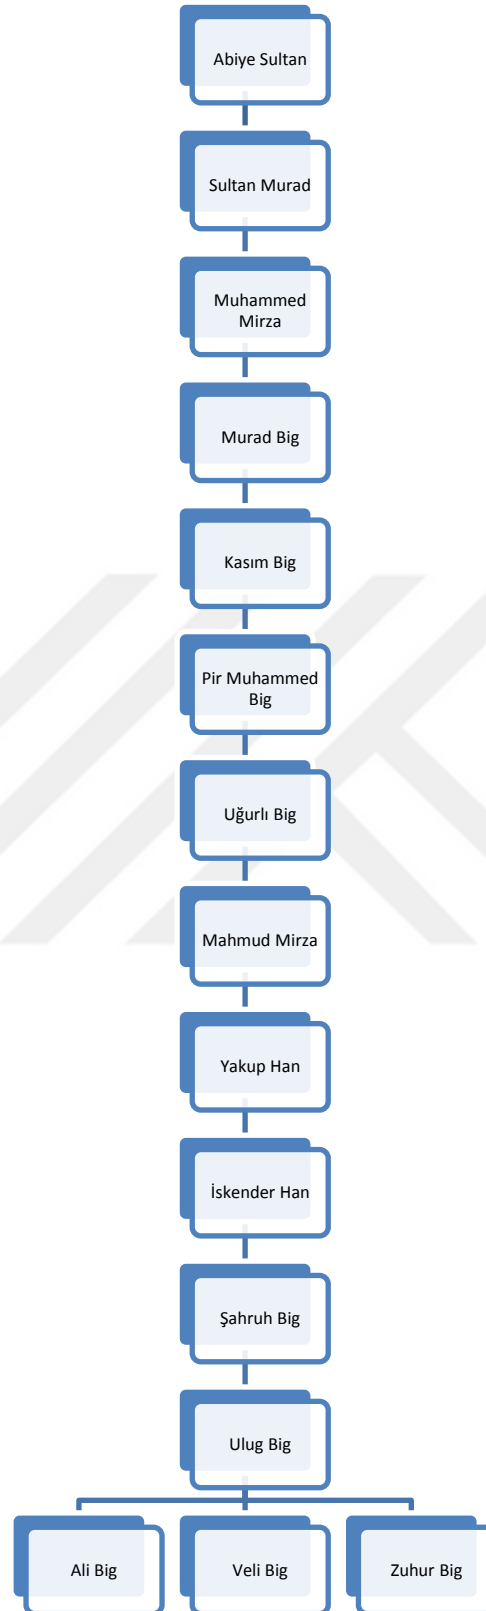 Abiye Sultan
Sultan Murad
Muhammed
Mirza
Murad Big
Kasım Big
Pir Muhammed
Big
Uğurlı Big
Mahmud Mirza
Yakup Han
İskender Han
Şahruh Big
Ulug Big
Ali Big
Veli Big
Zuhur Big